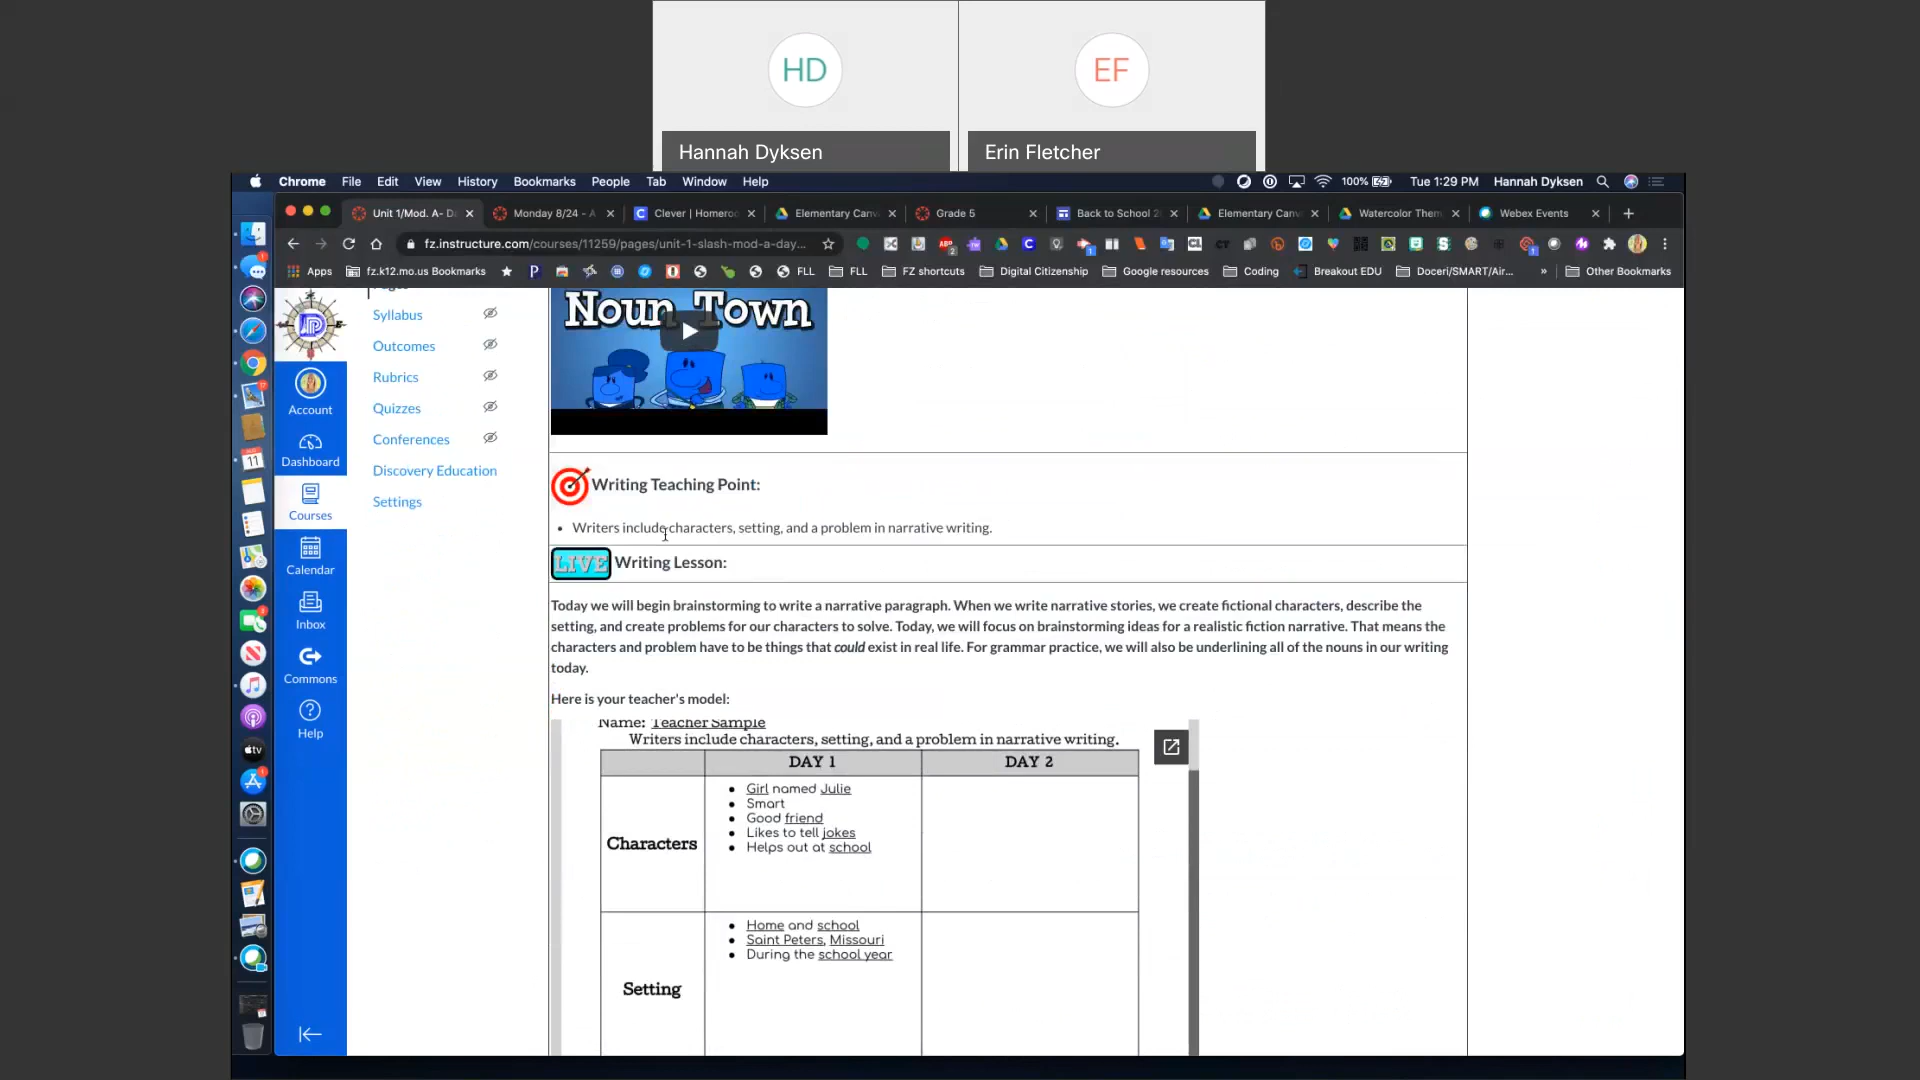 HD
EF
Hannah Dyksen
Erin Fletcher
Chrome File Edit View History Bookmarks People Tab Window Help
100% Tue 1:29 PM Hannah Dyksen
Unit 1/Mod. A- D
Monday 8/24 - A
Clever | Homeroo
Elementary Canv
Grade 5
Back to School 2
Elementary Canv
Watercolor Them
Webex Events
fz.instructure.com/courses/11259/pages/unit-1-slash-mod-a-day...
Apps
fz.k12.mo.us Bookmarks
FLL
FLL
FZ shortcuts
Digital Citizenship
Google resources
Coding
Breakout EDU
Doceri/SMART/Air...
»
Other Bookmarks
Pages
Syllabus
Outcomes
Rubrics
Quizzes
Conferences
Discovery Education
Settings
Account
Dashboard
Courses
Calendar
Inbox
Commons
Help
Noun Town
Writing Teaching Point:
• Writers include characters, setting, and a problem in narrative writing.
LIVE Writing Lesson:
Today we will begin brainstorming to write a narrative paragraph. When we write narrative stories, we create fictional characters, describe the
setting, and create problems for our characters to solve. Today, we will focus on brainstorming ideas for a realistic fiction narrative. That means the
characters and problem have to be things that could exist in real life. For grammar practice, we will also be underlining all of the nouns in our writing
today.
Here is your teacher's model:
Name: Teacher Sample
Writers include characters, setting, and a problem in narrative writing.
DAY 1
DAY 2
Characters
• Girl named Julie
• Smart
• Good friend
• Likes to tell jokes
• Helps out at school
Setting
• Home and school
• Saint Peters, Missouri
• During the school year